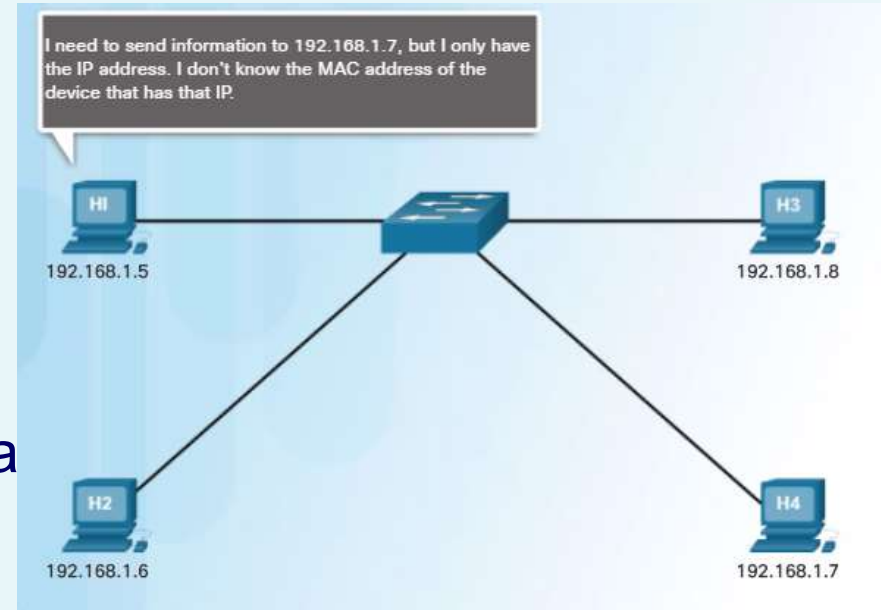 I need to send information to 192.168.1.7, but I only have
the IP address. I don't know the MAC address of the
device that has that IP.
H1
H3
192.168.1.5
192.168.1.8
a
H2
H4
192.168.1.6
192.168.1.7